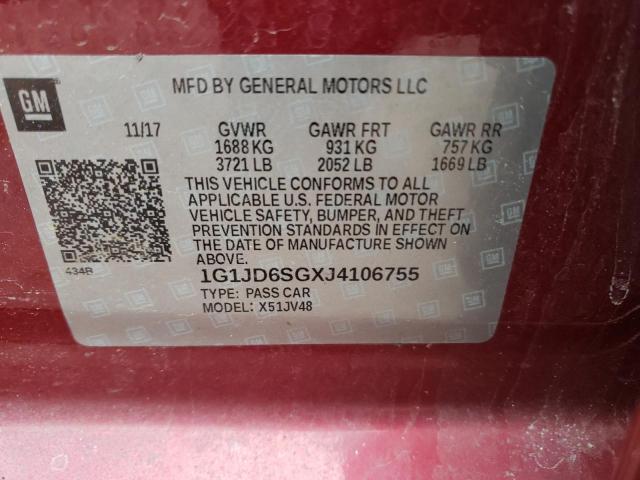 GM
MFD BY GENERAL MOTORS LLC
11/17 GVWR GAWR FRT GAWR RR
1688 KG 931 KG 757 KG
3721 LB 2052 LB 1669 LB
THIS VEHICLE CONFORMS TO ALL
APPLICABLE U.S. FEDERAL MOTOR
VEHICLE SAFETY, BUMPER, AND THEFT
PREVENTION STANDARDS IN EFFECT ON
THE DATE OF MANUFACTURE SHOWN
ABOVE.
434B
1G1JD6SGXJ4106755
TYPE: PASS CAR
MODEL: X51JV48